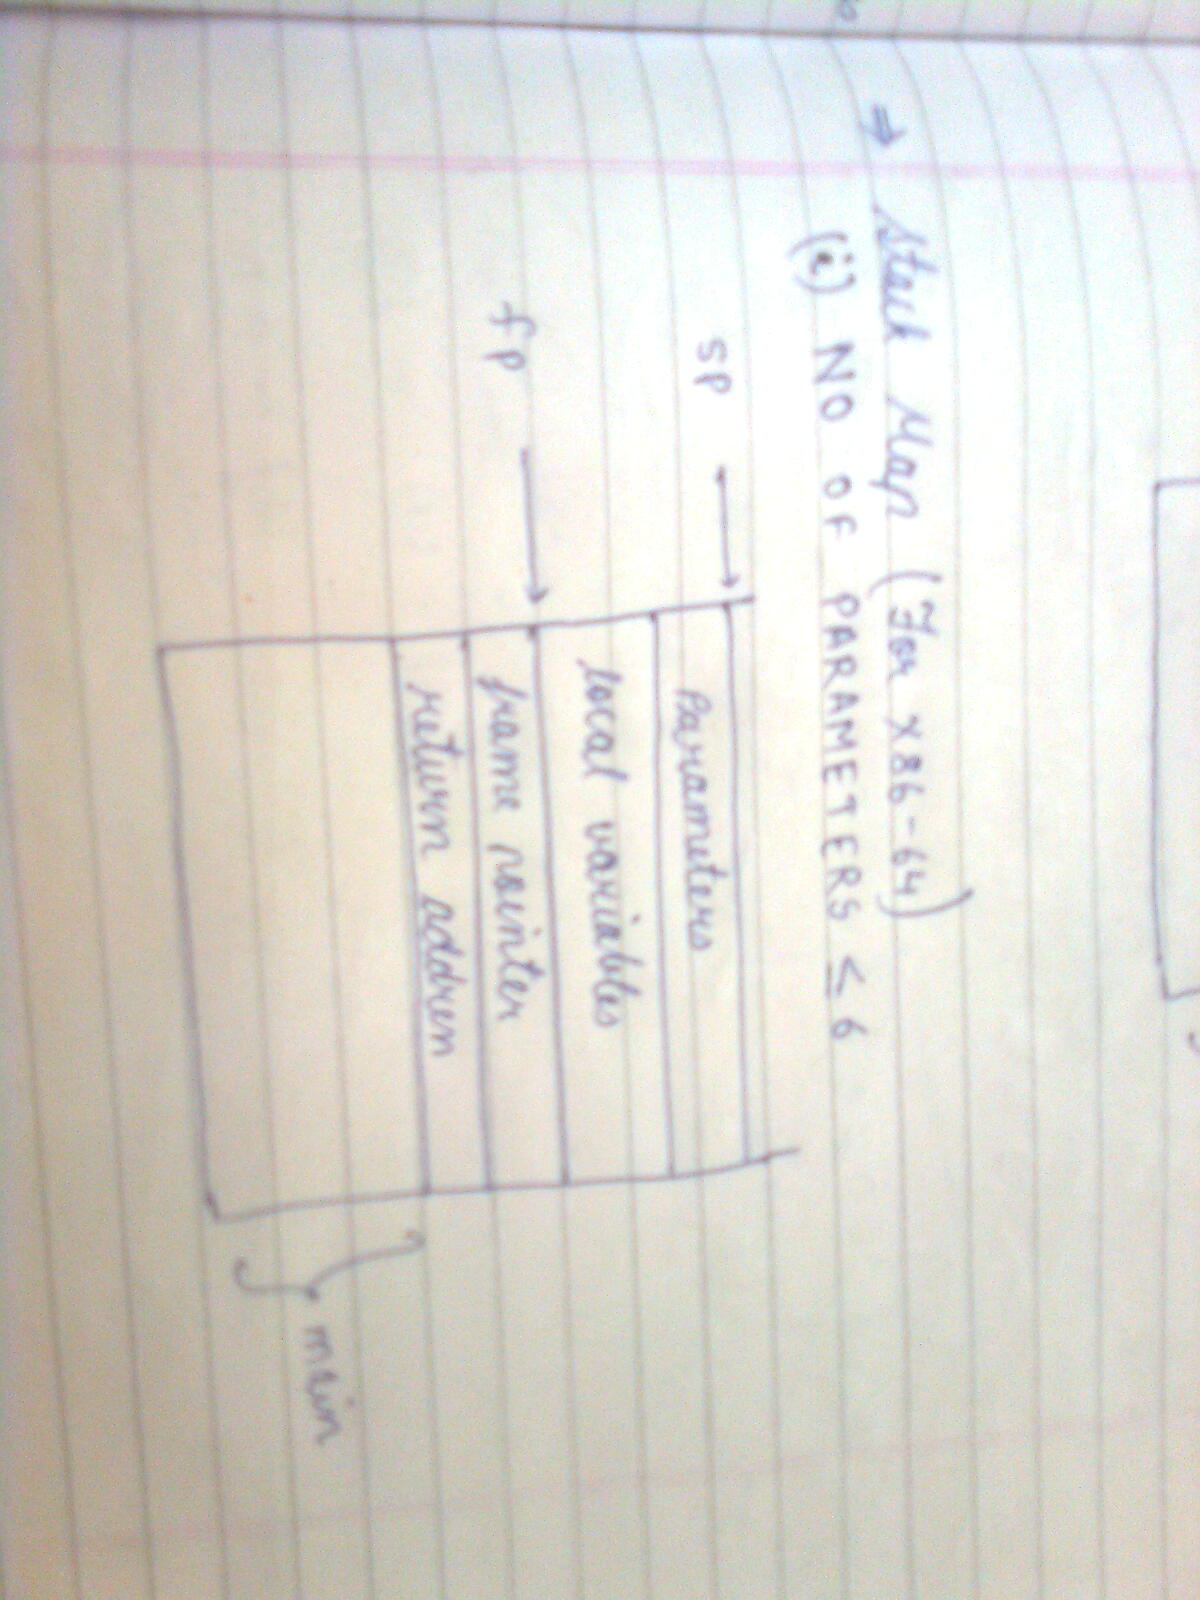 ⇒ Stack Map (For X86-64)
(i) NO OF PARAMETERS ≤ 6
sp → Parameters
local variables
fp → frame pointer
return address
main